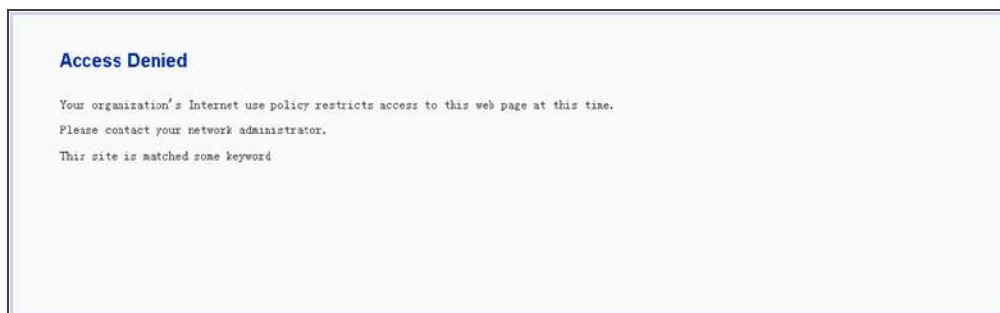 Access Denied
Your organization's Internet use policy restricts access to this web page at this time.
Please contact your network administrator.
This site is matched some keyword